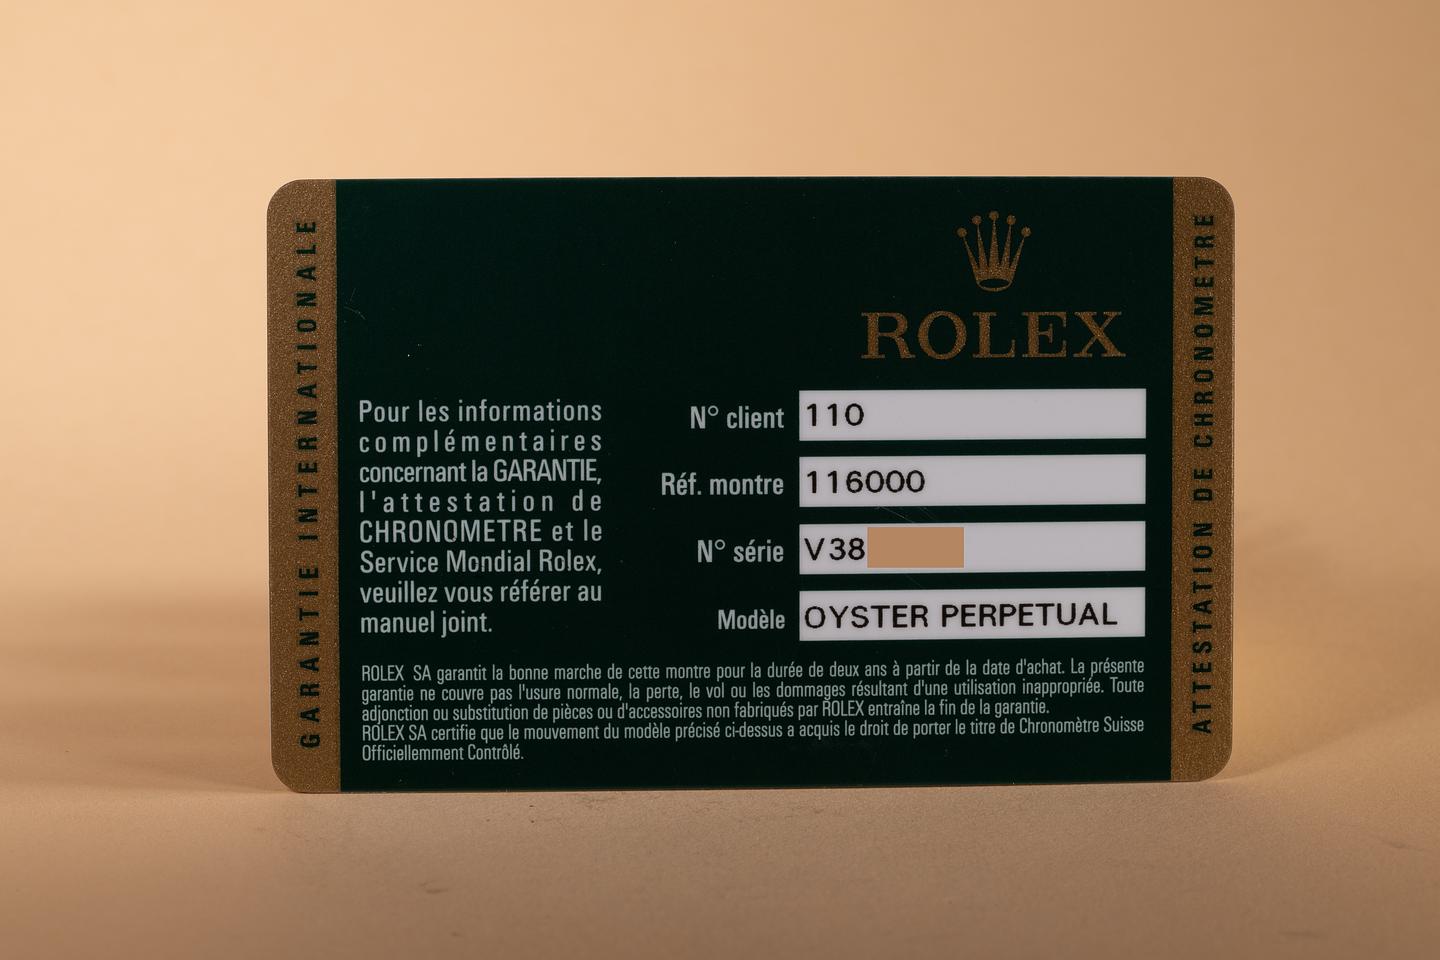 GARANTIE INTERNATIONALE
ROLEX
Pour les informations
complémentaires
concernant la GARANTIE,
l'attestation de
CHRONOMETRE et le
Service Mondial Rolex,
veuillez vous référer au
manuel joint.
N° client 110
Réf. montre 116000
N° série V38
Modèle OYSTER PERPETUAL
ROLEX SA garantit la bonne marche de cette montre pour la durée de deux ans à partir de la date d'achat. La présente
garantie ne couvre pas l'usure normale, la perte, le vol ou les dommages résultant d'une utilisation inappropriée. Toute
adjonction ou substitution de pièces ou d'accessoires non fabriqués par ROLEX entraîne la fin de la garantie.
ROLEX SA certifie que le mouvement du modèle précisé ci-dessus a acquis le droit de porter le titre de Chronomètre Suisse
Officiellemment Contrôlé.
ATTESTATION DE CHRONOMETRE